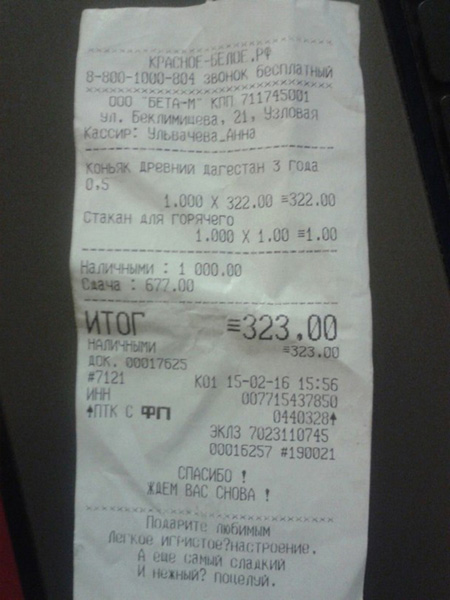 КРАСНОЕ-БЕЛОЕ.РФ
8-800-1000-804 звонок бесплатный
ООО "БЕТА-М" КПП 711745001
ул. Беклимищева, 21, Узловая
Кассир: Ульвачева_Анна
Коньяк Древний Дагестан 3 года
0,5
1.000 X 322.00 ≡322.00
Стакан для горячего
1.000 X 1.00 ≡1.00
Наличными : 1 000.00
Сдача : 677.00
ИТОГ ≡323.00
НАЛИЧНЫМИ ≡323.00
ДОК. 00017625
#7121 К01 15-02-16 15:56
ИНН 007715437850
↑ПТК С ФП 0440328↑
ЭКЛЗ 7023110745
00016257 #190021
СПАСИБО !
ЖДЕМ ВАС СНОВА !
Подарите любимым
Легкое игристое?настроение.
А еще самый сладкий
И нежный? поцелуй.